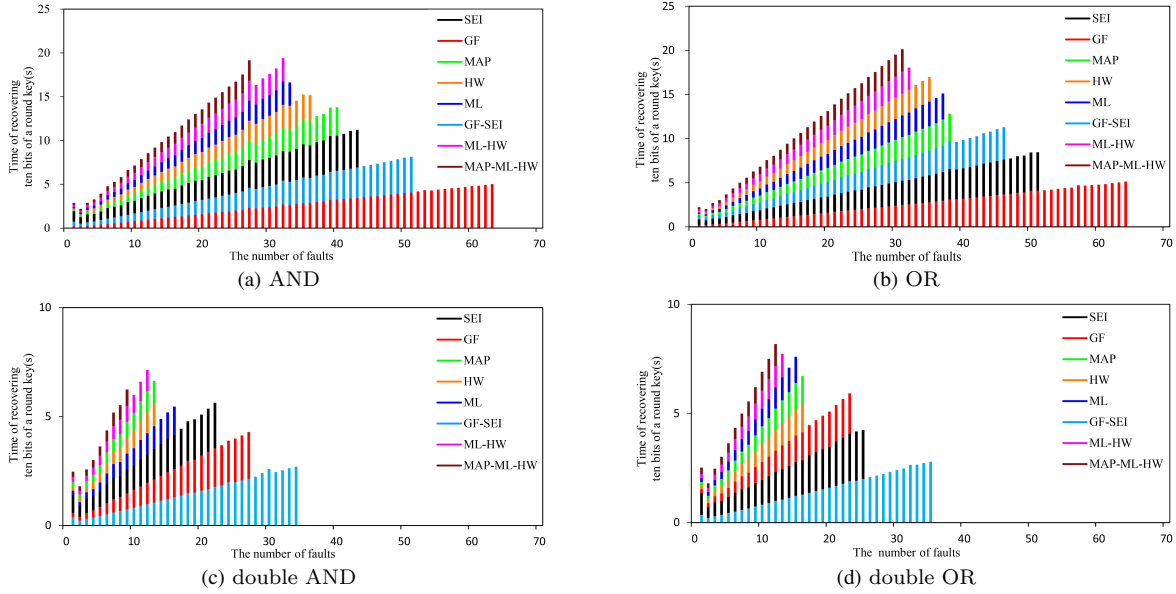 25
20
15
10
5
0
0 10 20 30 40 50 60 70
Time of recovering
ten bits of a round key(s)
The number of faults
SEI
GF
MAP
HW
ML
GF-SEI
ML-HW
MAP-ML-HW
(a) AND
25
20
15
10
5
0
0 10 20 30 40 50 60 70
Time of recovering
ten bits of a round key(s)
The number of faults
SEI
GF
MAP
HW
ML
GF-SEI
ML-HW
MAP-ML-HW
(b) OR
10
5
0
0 10 20 30 40 50 60 70
Time of recovering
ten bits of a round key(s)
The number of faults
SEI
GF
MAP
HW
ML
GF-SEI
ML-HW
MAP-ML-HW
(c) double AND
10
5
0
0 10 20 30 40 50 60 70
Time of recovering
ten bits of a round key(s)
The number of faults
SEI
GF
MAP
HW
ML
GF-SEI
ML-HW
MAP-ML-HW
(d) double OR